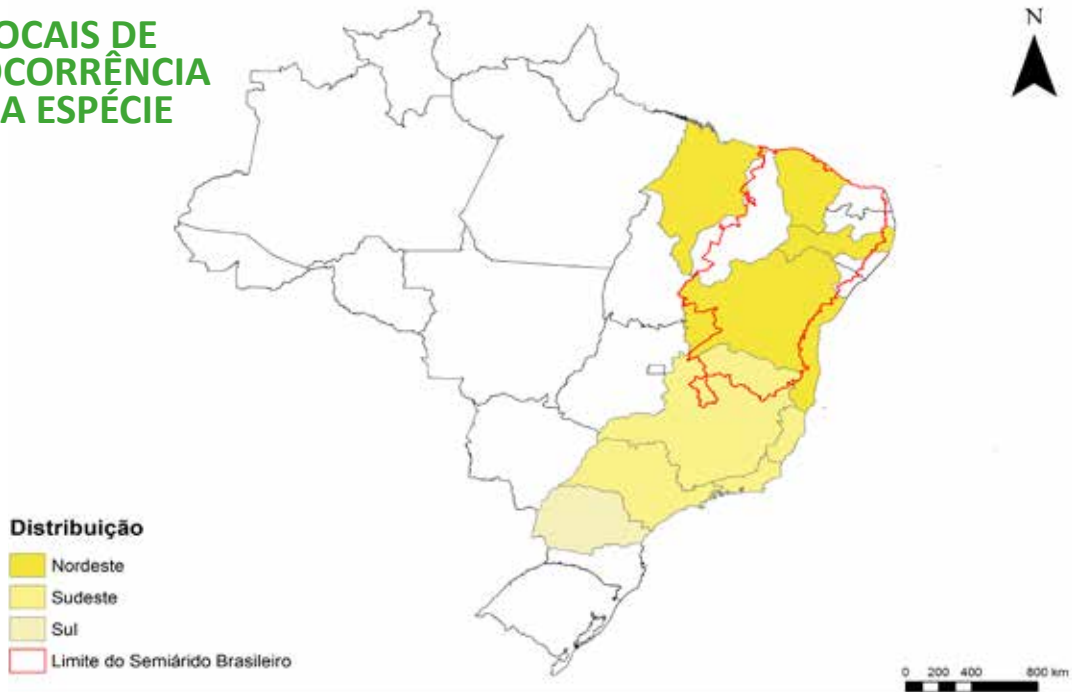 OCAIS DE
OCORRÊNCIA
A ESPÉCIE
N
Distribuição
Nordeste
Sudeste
Sul
Limite do Semiárido Brasileiro
0 200 400 800 km